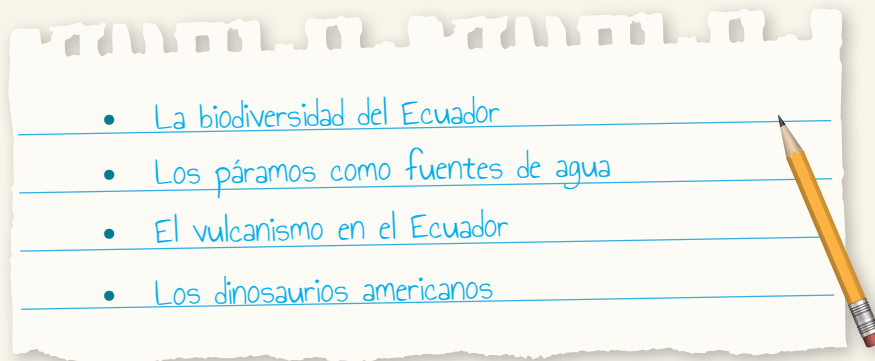 • La biodiversidad del Ecuador
• Los páramos como fuentes de agua
• El vulcanismo en el Ecuador
• Los dinosaurios americanos